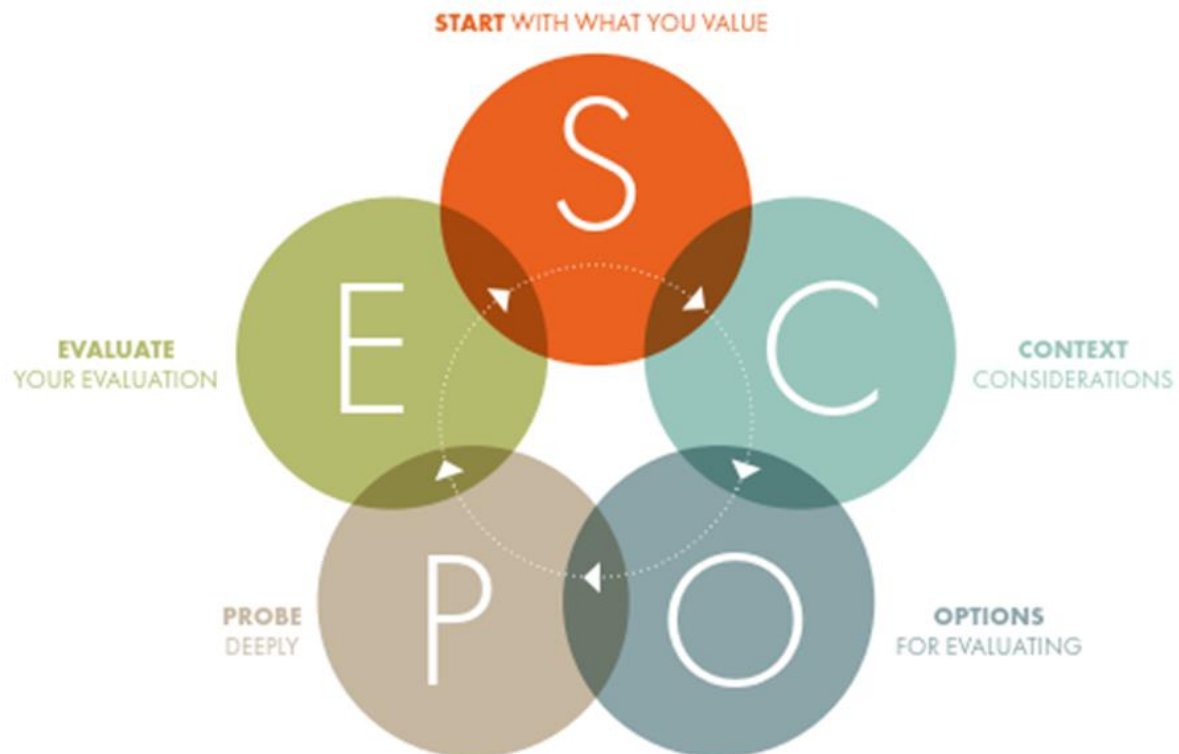 START WITH WHAT YOU VALUE
S
C
CONTEXT
CONSIDERATIONS
O
OPTIONS
FOR EVALUATING
P
PROBE
DEEPLY
E
EVALUATE
YOUR EVALUATION